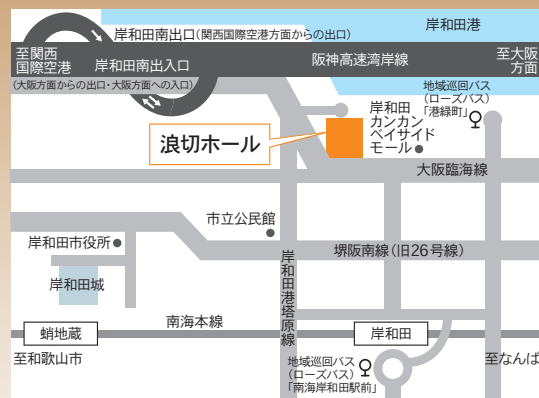 岸和田南出口(関西国際空港方面からの出口)
岸和田港
至関西
国際空港
岸和田南出入口
阪神高速湾岸線
至大阪
方面
(大阪方面からの出口・大阪方面への入口)
地域巡回バス
(ローズバス)
「港緑町」
岸和田
カンカン
ベイサイド
モール
浪切ホール
大阪臨海線
市立公民館
岸和田市役所
堺阪南線(旧26号線)
岸和田港塔原線
岸和田城
南海本線
蛸地蔵
岸和田
至和歌山市
地域巡回バス
(ローズバス)
「南海岸和田駅前」
至なんば